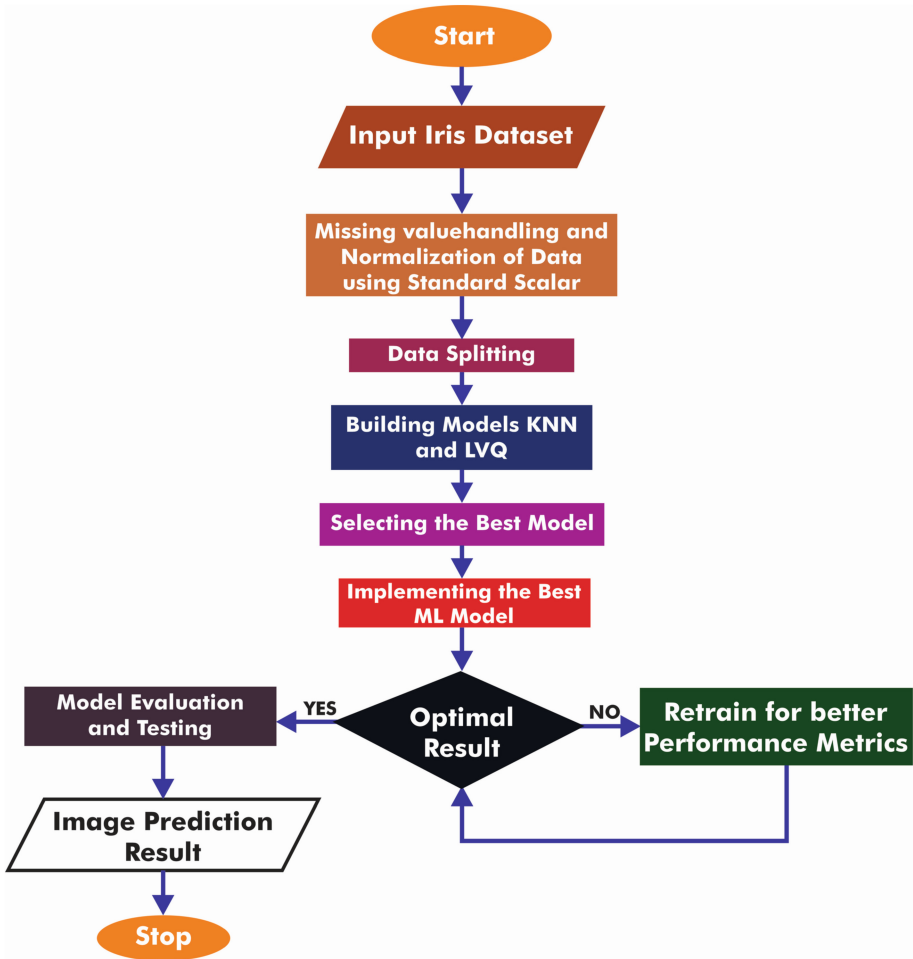 Start
Input Iris Dataset
Missing valuehandling and
Normalization of Data
using Standard Scalar
Data Splitting
Building Models KNN
and LVQ
Selecting the Best Model
Implementing the Best
ML Model
Optimal
Result
YES
NO
Model Evaluation
and Testing
Retrain for better
Performance Metrics
Image Prediction
Result
Stop